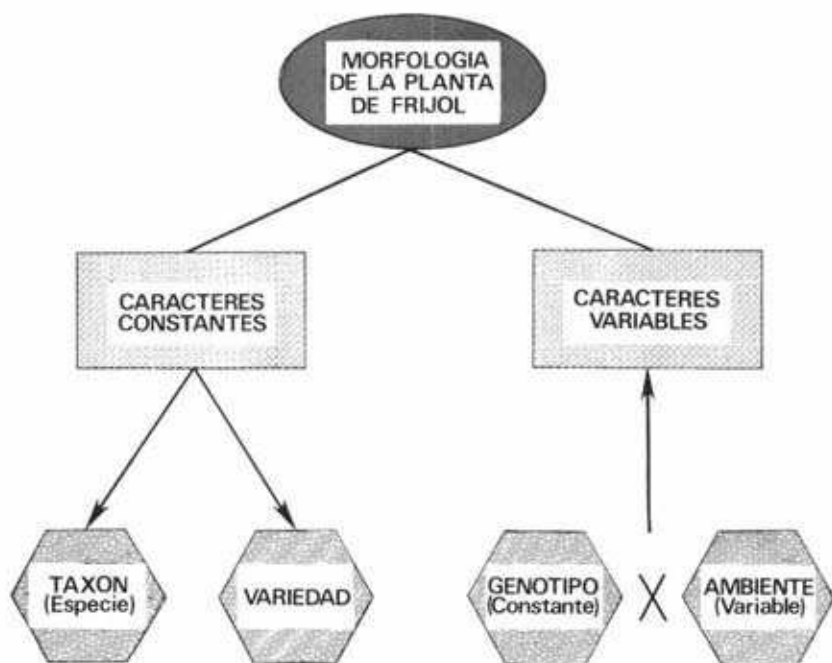 MORFOLOGIA
DE LA PLANTA
DE FRIJOL
CARACTERES
CONSTANTES
CARACTERES
VARIABLES
TAXON
(Especie)
VARIEDAD
GENOTIPO
(Constante)
X
AMBIENTE
(Variable)